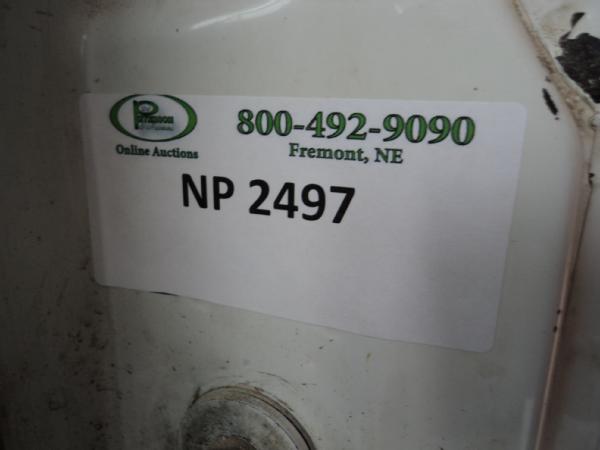 800-492-9090
Fremont, NE
Online Auctions
NP 2497